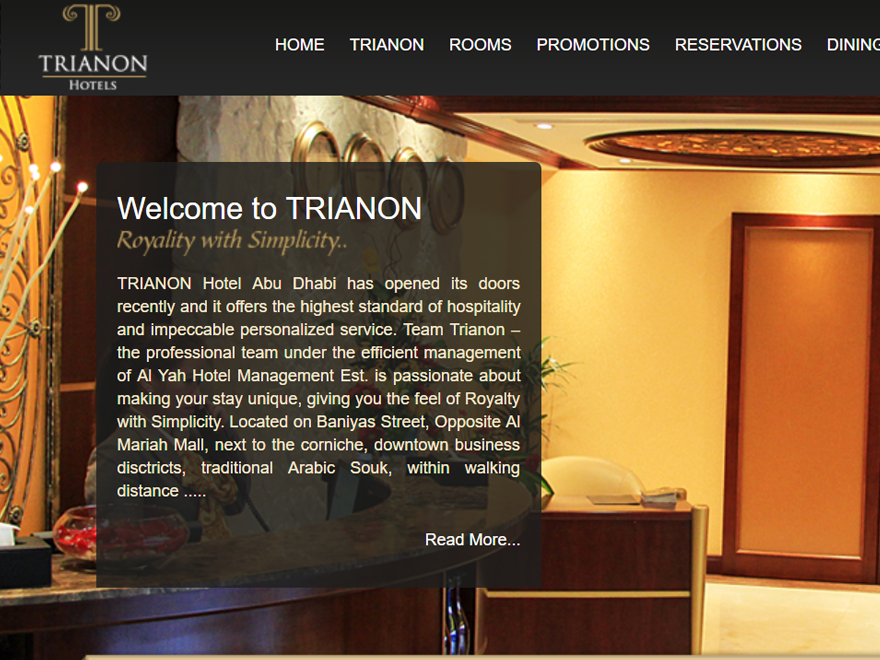 TRIANON
HOTELS
HOME TRIANON ROOMS PROMOTIONS RESERVATIONS DINING
Welcome to TRIANON
Royality with Simplicity..
TRIANON Hotel Abu Dhabi has opened its doors
recently and it offers the highest standard of hospitality
and impeccable personalized service. Team Trianon –
the professional team under the efficient management
of Al Yah Hotel Management Est. is passionate about
making your stay unique, giving you the feel of Royalty
with Simplicity. Located on Baniyas Street, Opposite Al
Mariah Mall, next to the corniche, downtown business
disctricts, traditional Arabic Souk, within walking
distance .....
Read More...